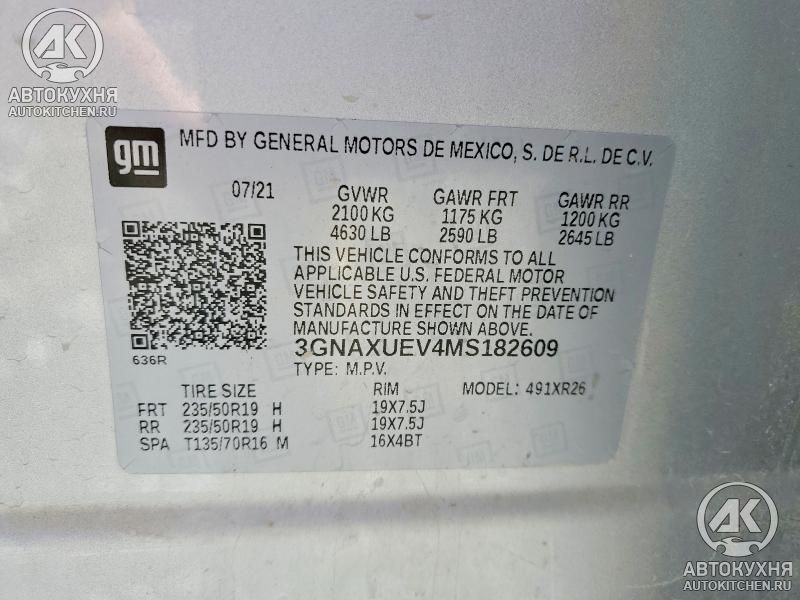 AK
АВТОКУХНЯ
AUTOKITCHEN.RU
gm
MFD BY GENERAL MOTORS DE MEXICO, S. DE R.L. DE C.V.
07/21 GVWR GAWR FRT GAWR RR
2100 KG 1175 KG 1200 KG
4630 LB 2590 LB 2645 LB
THIS VEHICLE CONFORMS TO ALL
APPLICABLE U.S. FEDERAL MOTOR
VEHICLE SAFETY AND THEFT PREVENTION
STANDARDS IN EFFECT ON THE DATE OF
MANUFACTURE SHOWN ABOVE.
636R
3GNAXUEV4MS182609
TYPE: M.P.V.
TIRE SIZE RIM MODEL: 491XR26
FRT 235/50R19 H 19X7.5J
RR 235/50R19 H 19X7.5J
SPA T135/70R16 M 16X4BT
AK
АВТОКУХНЯ
AUTOKITCHEN.RU